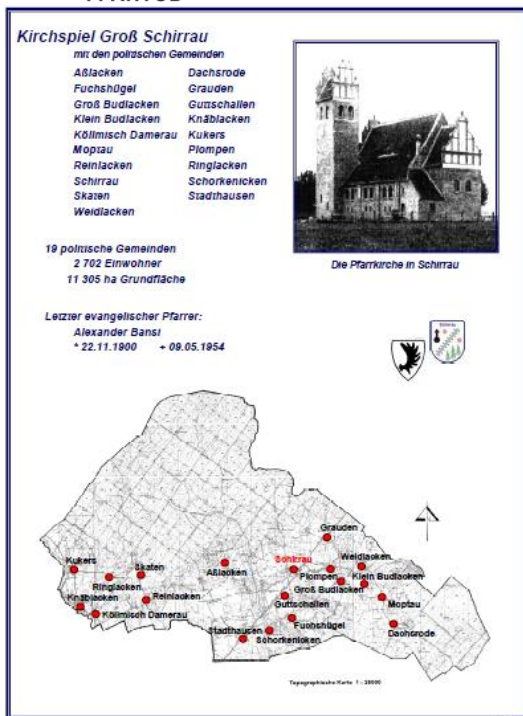 Kirchspiel Groß Schirrau
mit den politischen Gemeinden
Aßlacken Dachsrode
Fuchshügel Grauden
Groß Budlacken Guttschallen
Klein Budlacken Knäblacken
Köllmisch Damerau Kukers
Moptau Plompen
Reinlacken Ringlacken
Schirrau Schorkenicken
Skaten Stadthausen
Weidlacken
19 politische Gemeinden
2 702 Einwohner
11 305 ha Grundfläche
Die Pfarrkirche in Schirrau
Letzter evangelischer Pfarrer:
Alexander Bansi
* 22.11.1900 + 09.05.1954
Grauden
Kukers
Skaten
Aßlacken
Schirrau
Weidlacken
Ringlacken
Plompen
Klein Budlacken
Knäblacken
Reinlacken
Groß Budlacken
Köllmisch Damerau
Guttschallen
Moptau
Stadthausen
Fuchshügel
Schorkenicken
Dachsrode
Topographische Karte 1 : 25000